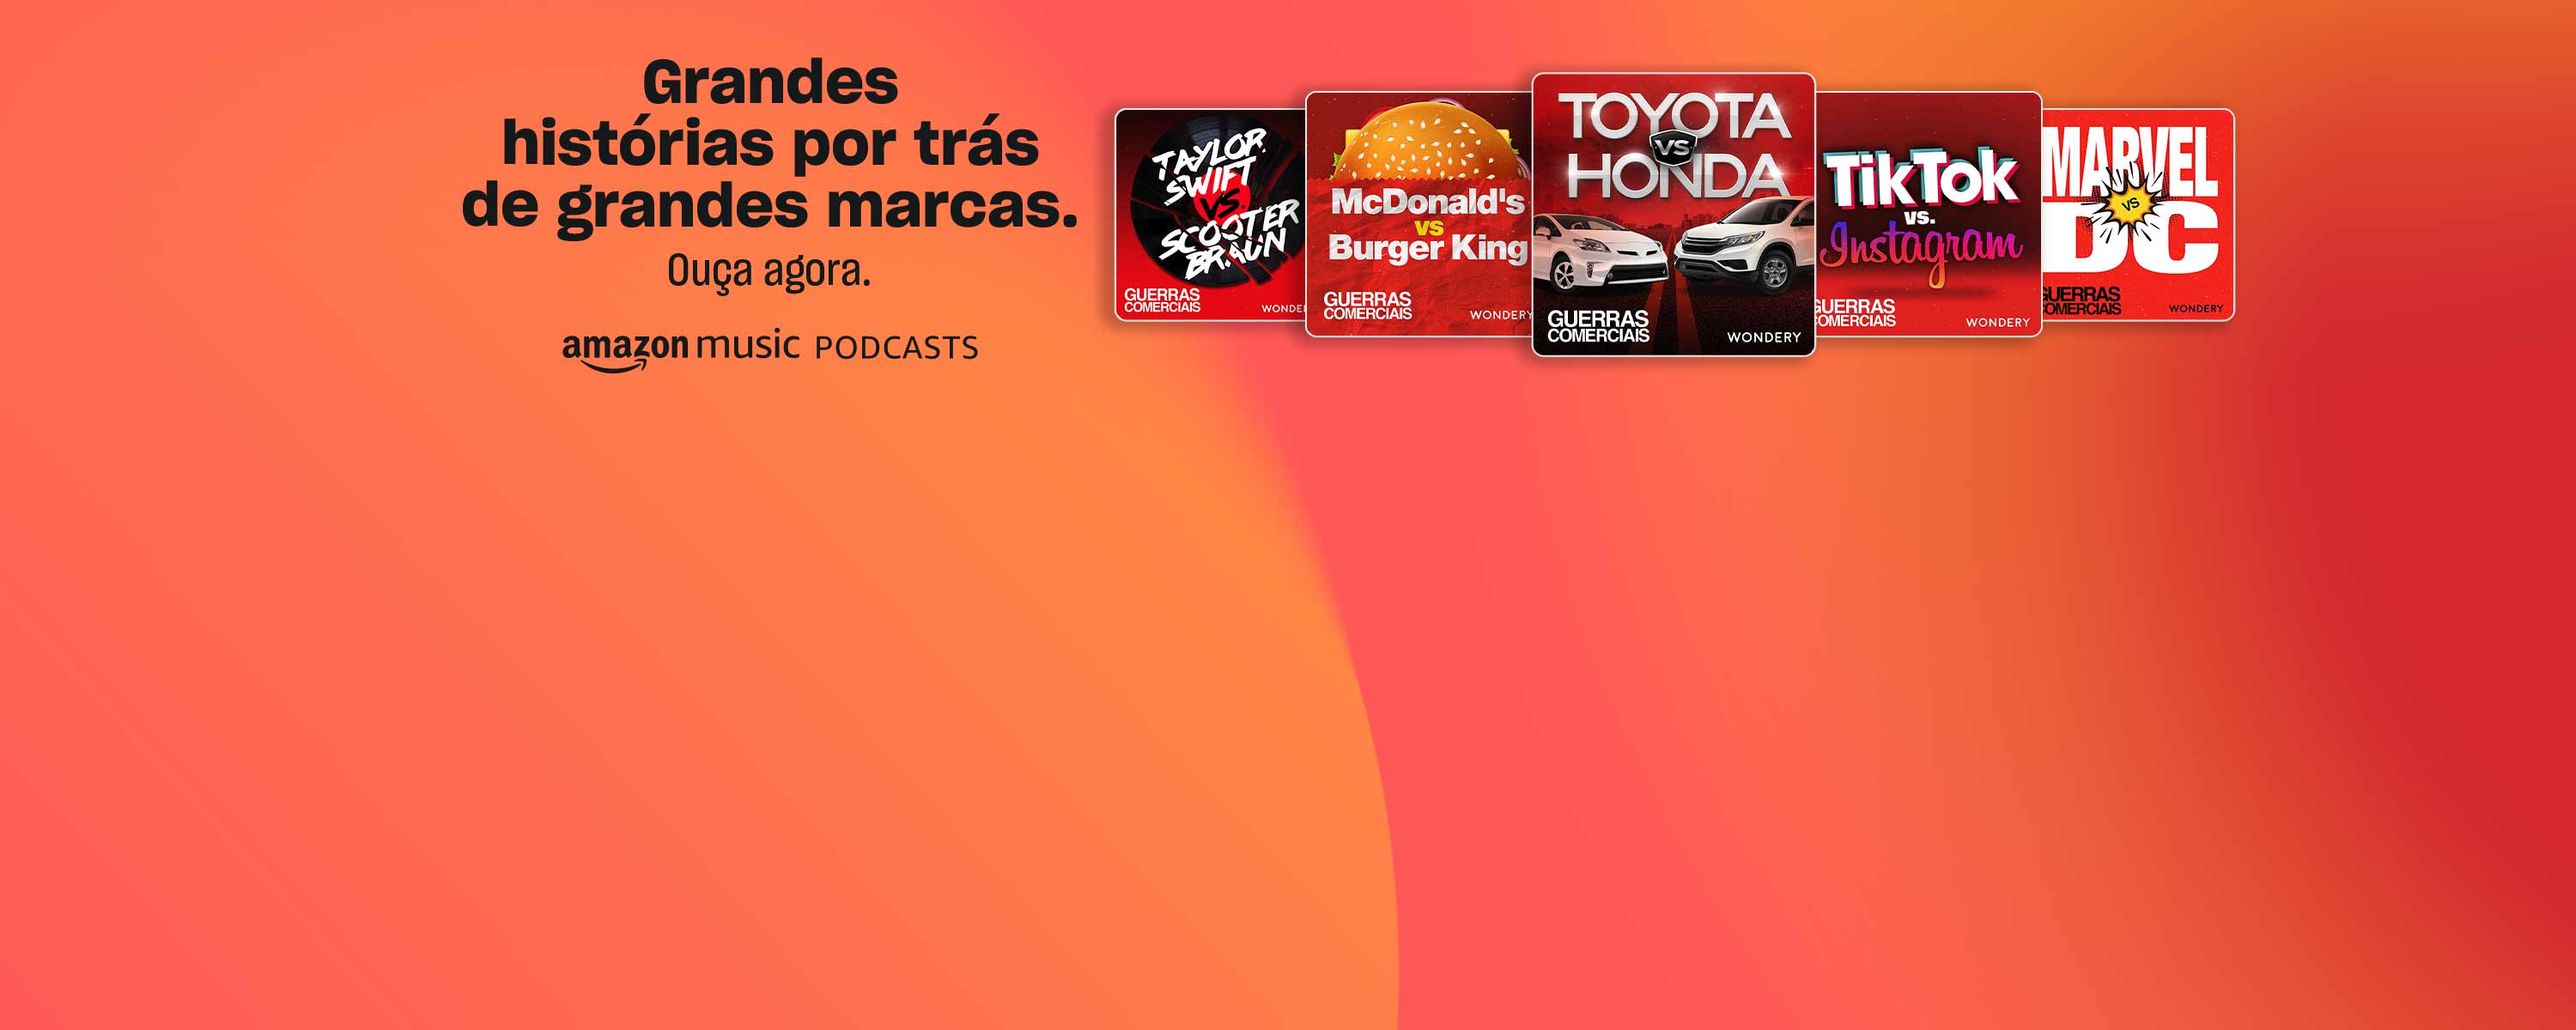 Grandes
histórias por trás
de grandes marcas.
Ouça agora.
amazon music PODCASTS
TAYLOR
SWIFT
VS.
SCOOTER
BRAUN
GUERRAS
COMERCIAIS
WONDE
McDonald's
vs
Burger King
GUERRAS
COMERCIAIS
WONDERY
TOYOTA
VS
HONDA
GUERRAS
COMERCIAIS
WONDERY
TikTok
vs.
Instagram
GUERRAS
COMERCIAIS
WONDERY
MARVEL
VS
DC
GUERRAS
COMERCIAIS
WONDERY